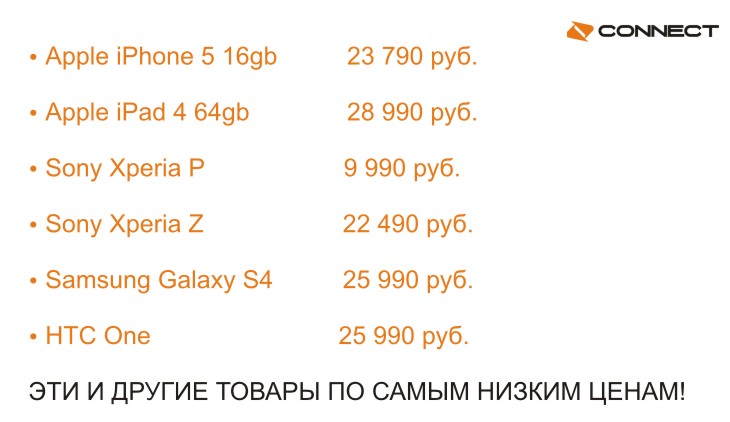 CONNECT
• Apple iPhone 5 16gb 23 790 руб.
• Apple iPad 4 64gb 28 990 руб.
• Sony Xperia P 9 990 руб.
• Sony Xperia Z 22 490 руб.
• Samsung Galaxy S4 25 990 руб.
• HTC One 25 990 руб.
ЭТИ И ДРУГИЕ ТОВАРЫ ПО САМЫМ НИЗКИМ ЦЕНАМ!